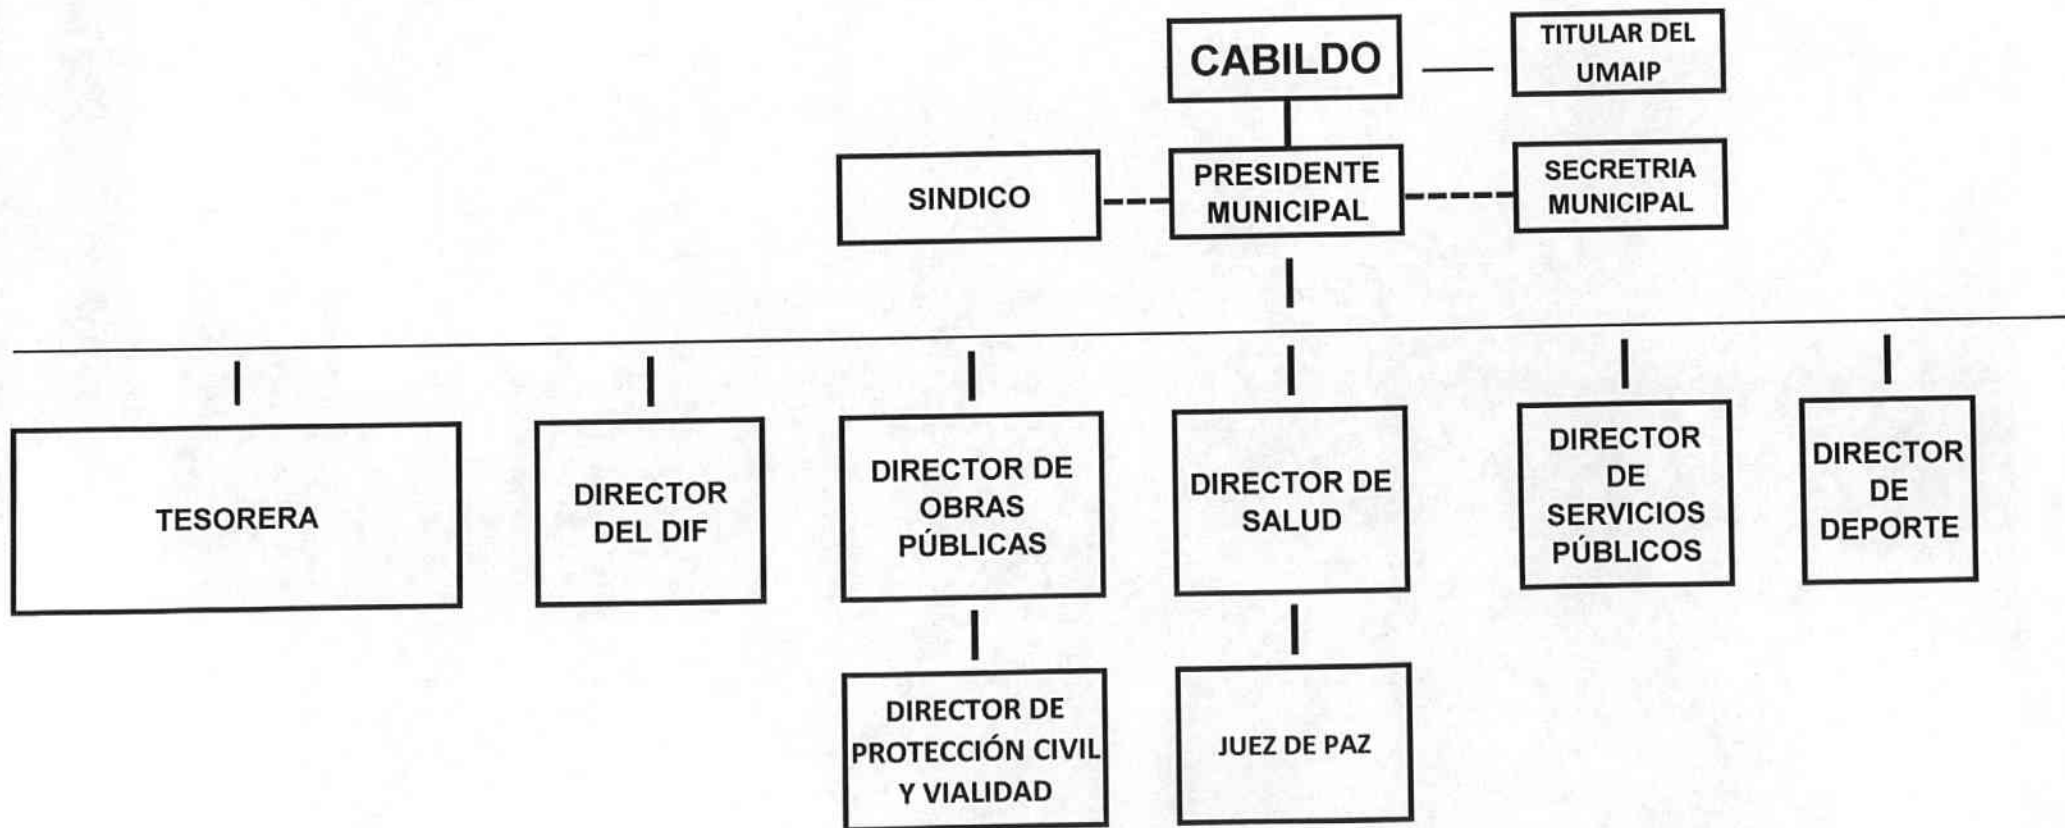 CABILDO
TITULAR DEL
UMAIP
SINDICO
PRESIDENTE
MUNICIPAL
SECRETRIA
MUNICIPAL
TESORERA
DIRECTOR
DEL DIF
DIRECTOR DE
OBRAS
PÚBLICAS
DIRECTOR DE
SALUD
DIRECTOR
DE
SERVICIOS
PÚBLICOS
DIRECTOR
DE
DEPORTE
DIRECTOR DE
PROTECCIÓN CIVIL
Y VIALIDAD
JUEZ DE PAZ